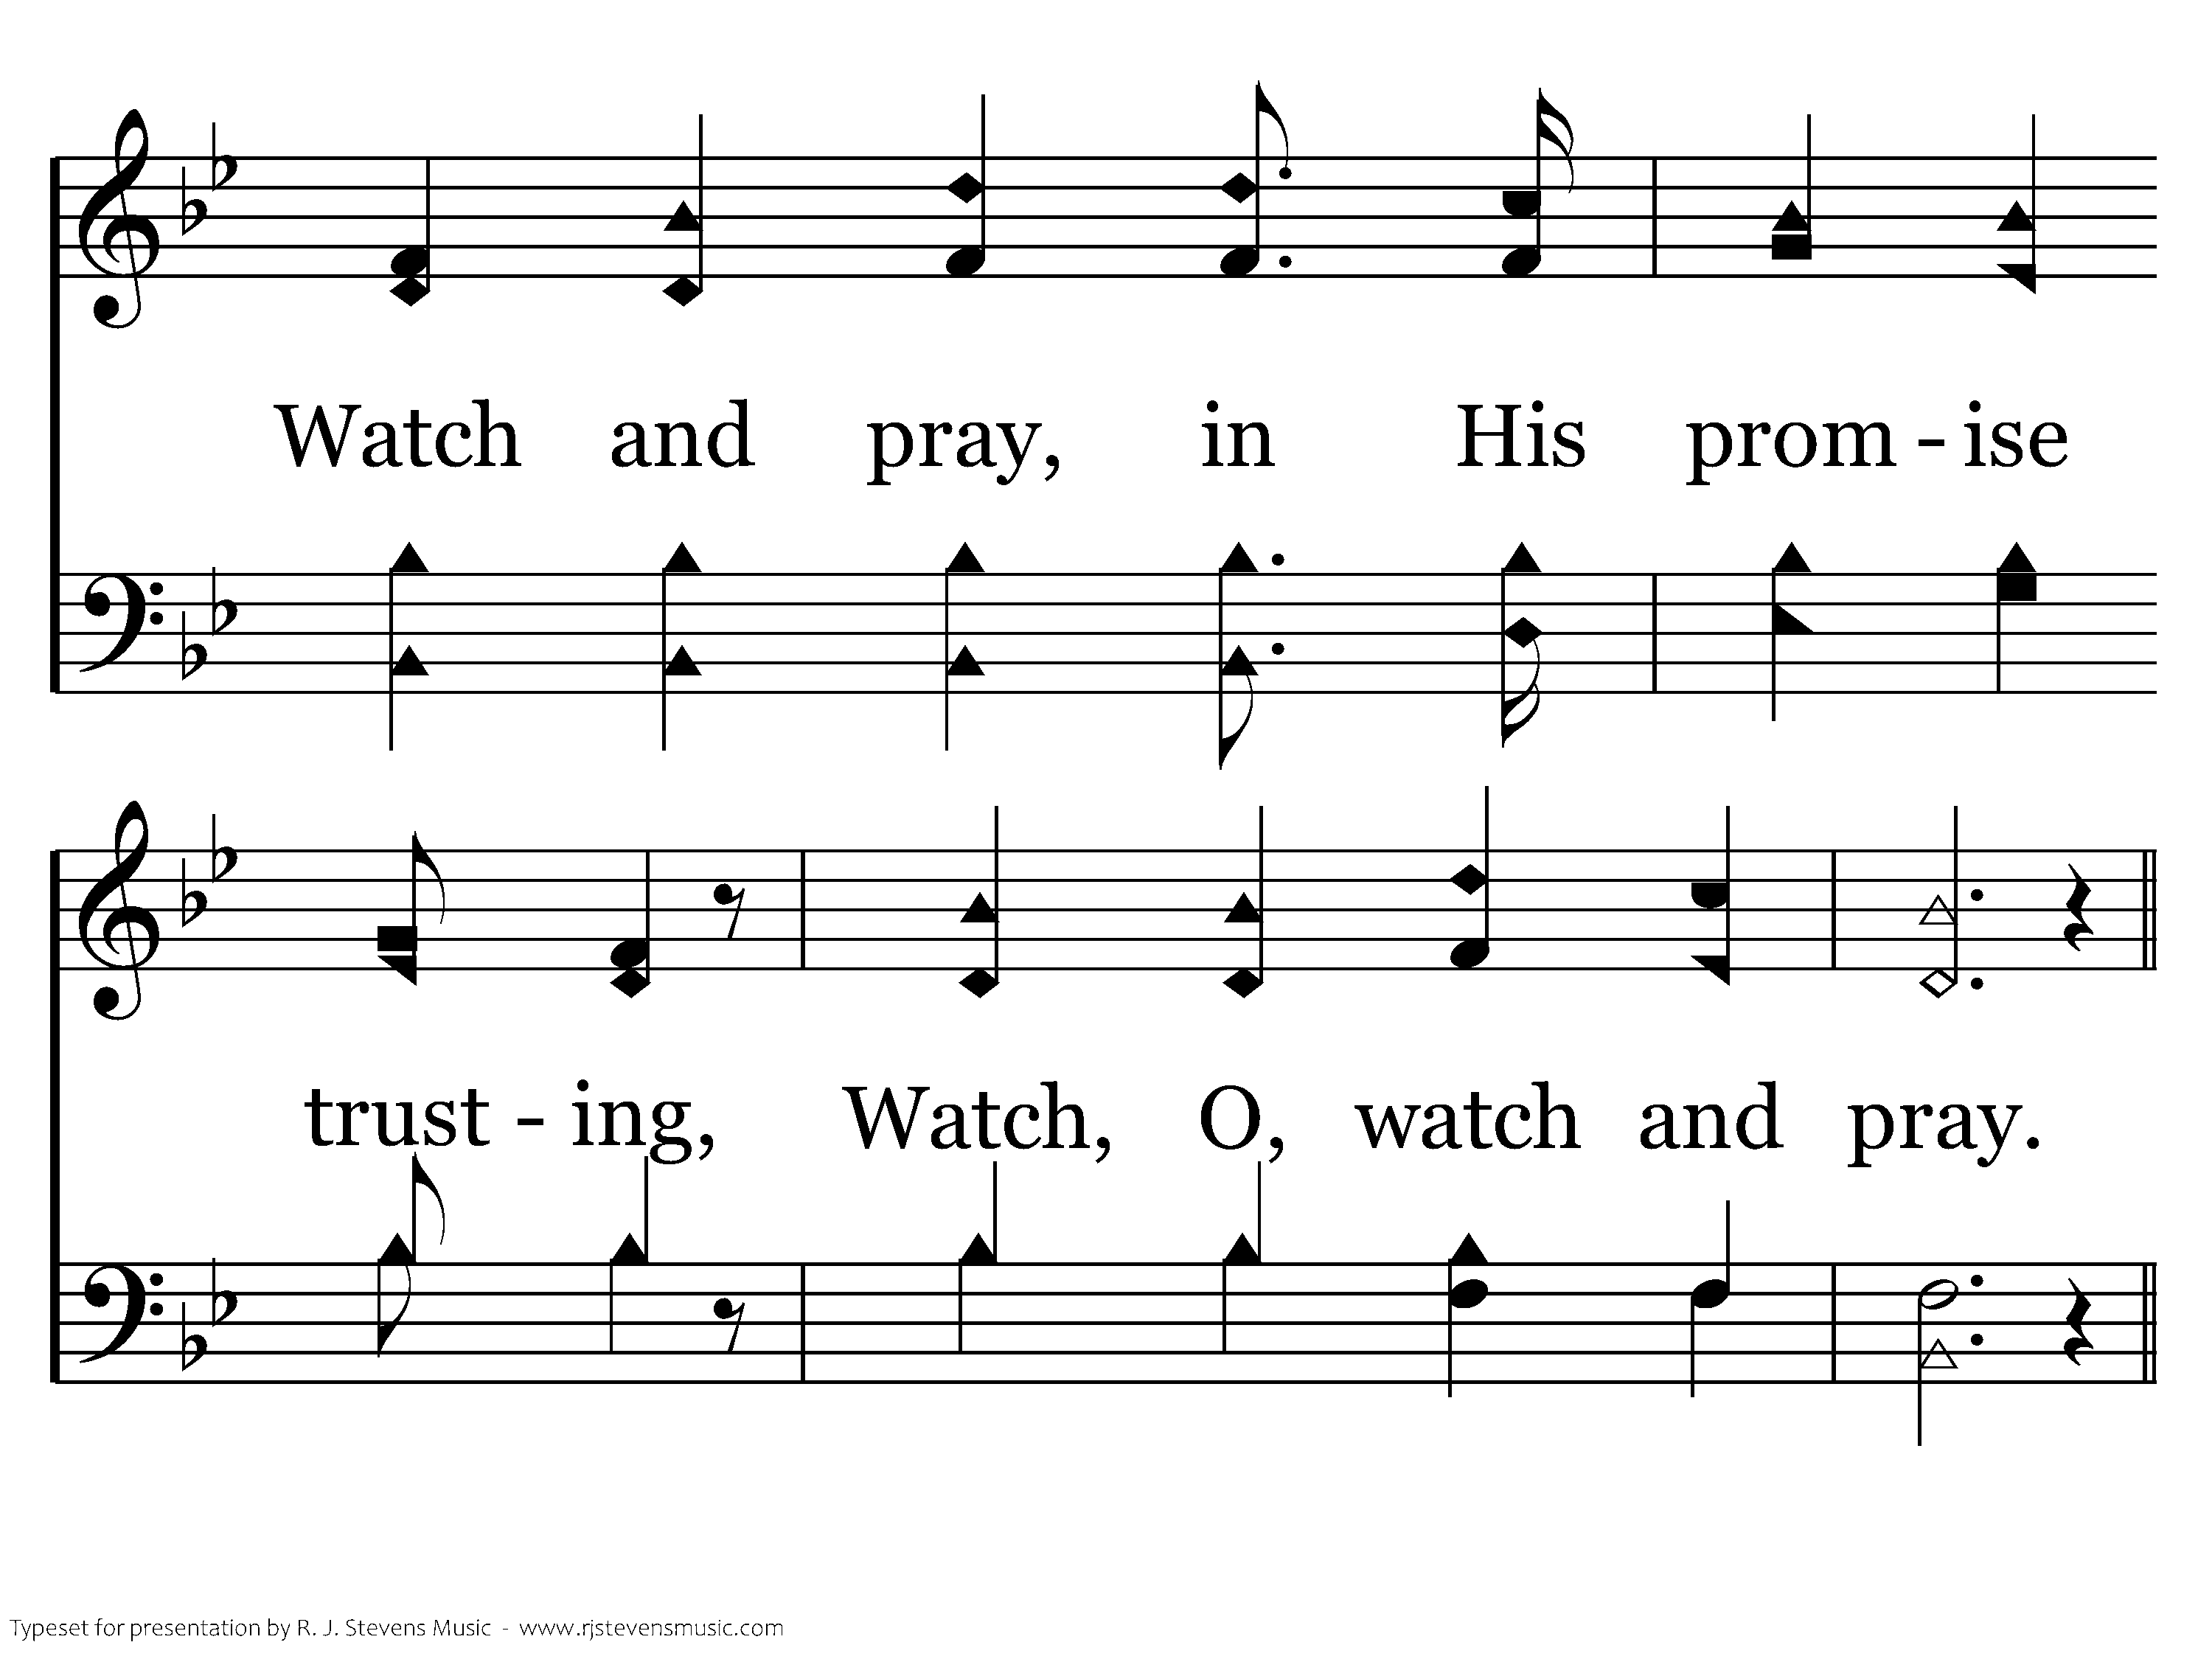 Watch and pray, in His prom - ise
trust - ing, Watch, O, watch and pray.
Typeset for presentation by R. J. Stevens Music - www.rjstevensmusic.com